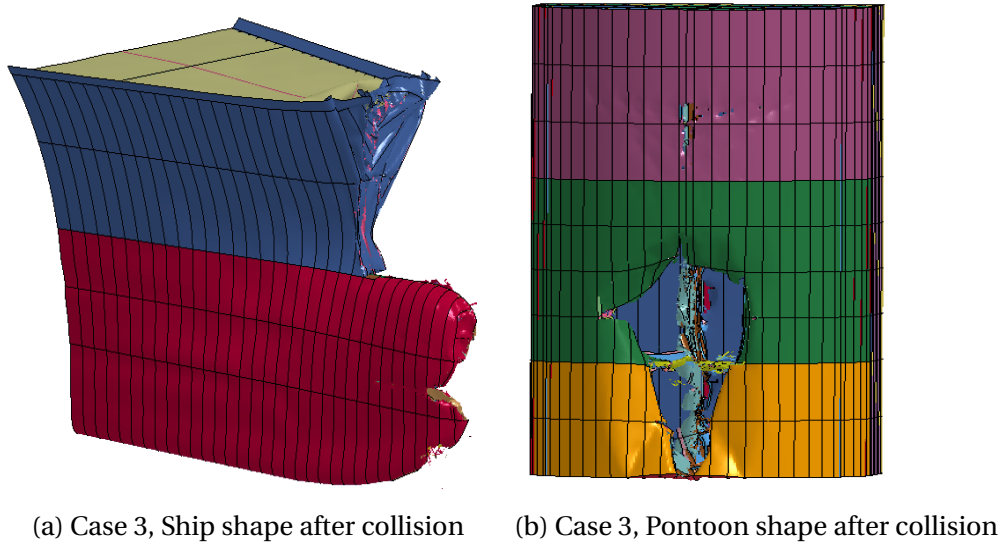 (a) Case 3, Ship shape after collision
(b) Case 3, Pontoon shape after collision